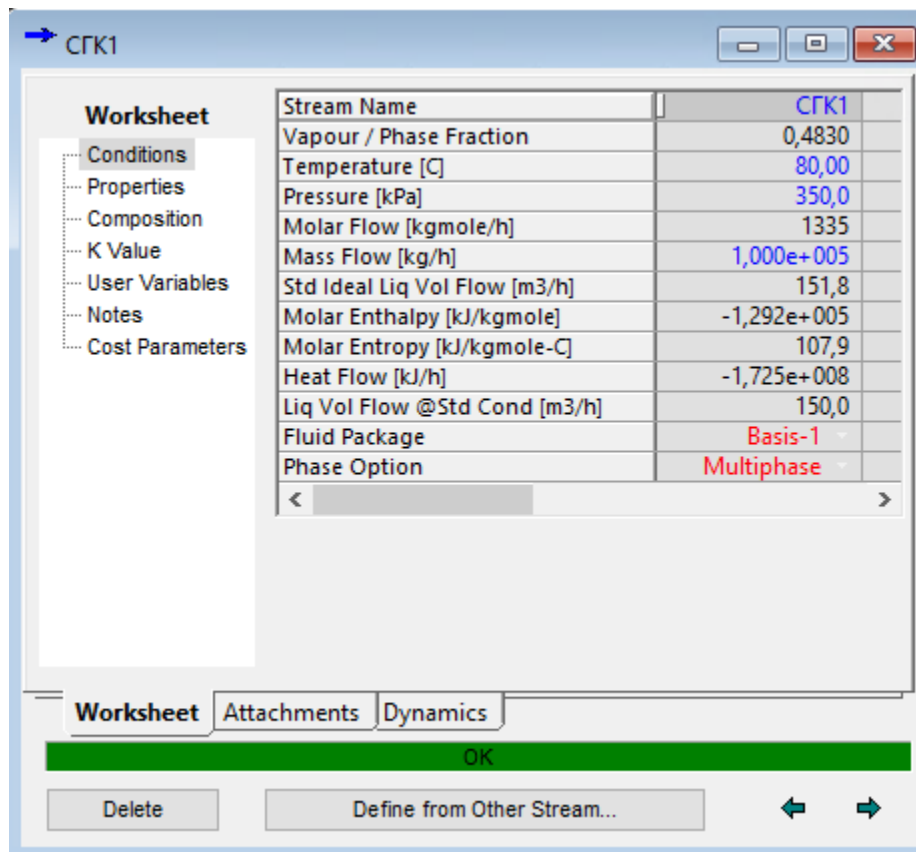 СГК1
Worksheet
Conditions
Properties
Composition
K Value
User Variables
Notes
Cost Parameters
Stream Name СГК1
Vapour / Phase Fraction 0,4830
Temperature [C] 80,00
Pressure [kPa] 350,0
Molar Flow [kgmole/h] 1335
Mass Flow [kg/h] 1,000e+005
Std Ideal Liq Vol Flow [m3/h] 151,8
Molar Enthalpy [kJ/kgmole] -1,292e+005
Molar Entropy [kJ/kgmole-C] 107,9
Heat Flow [kJ/h] -1,725e+008
Liq Vol Flow @Std Cond [m3/h] 150,0
Fluid Package Basis-1
Phase Option Multiphase
Worksheet Attachments Dynamics
OK
Delete Define from Other Stream...